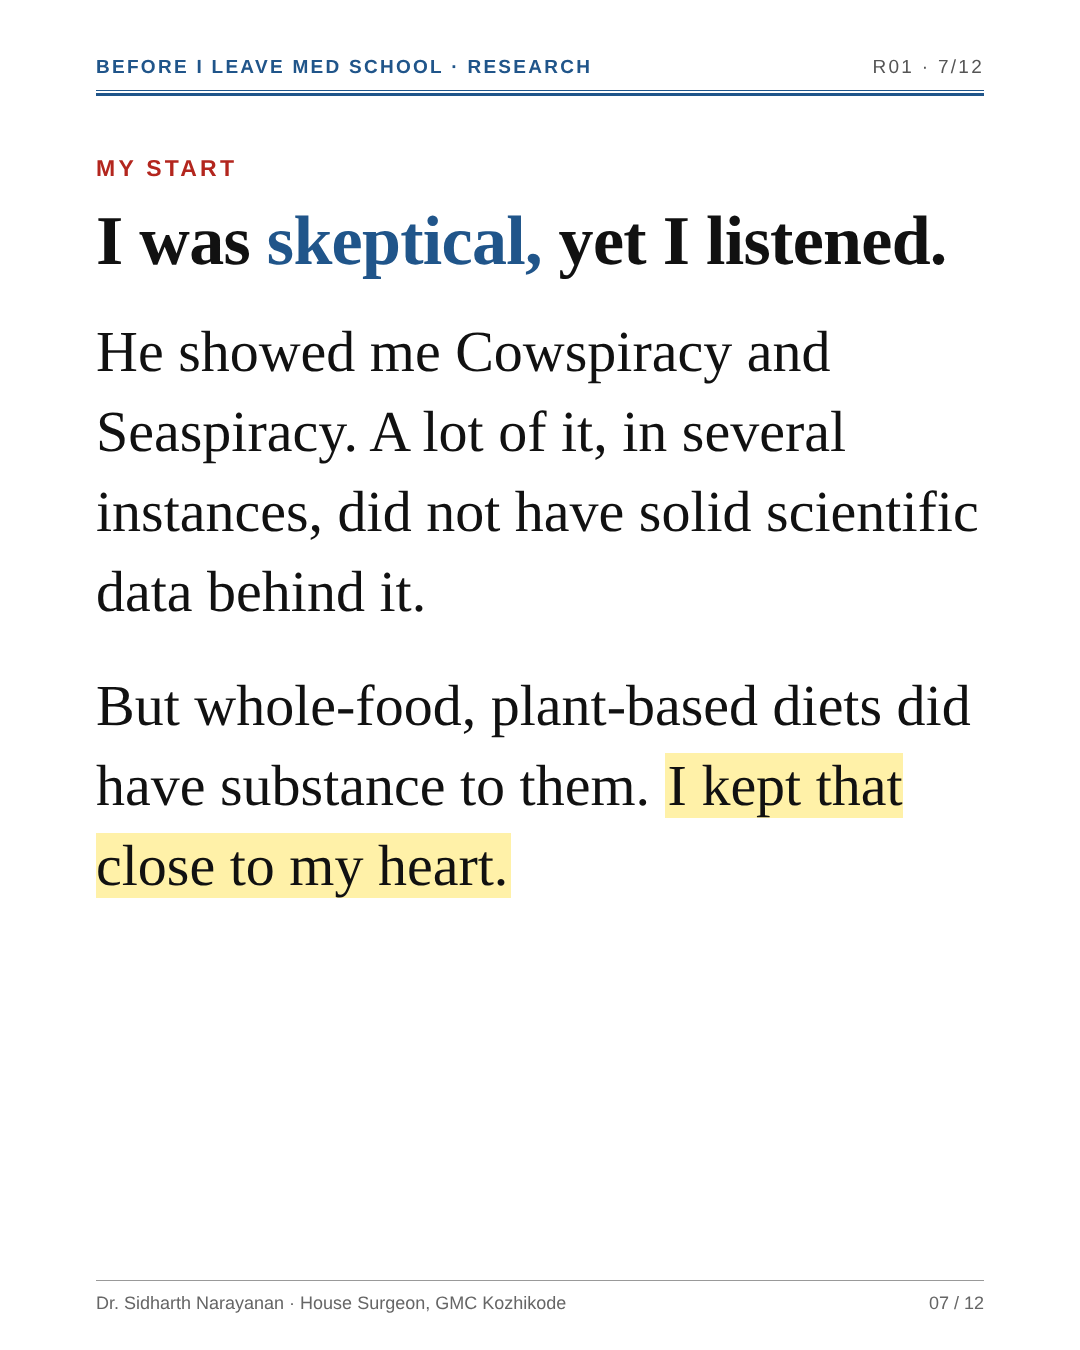 BEFORE I LEAVE MED SCHOOL · RESEARCH
R01 · 7/12
MY START
I was skeptical, yet I listened.
He showed me Cowspiracy and
Seaspiracy. A lot of it, in several
instances, did not have solid scientific
data behind it.
But whole-food, plant-based diets did
have substance to them. I kept that
close to my heart.
Dr. Sidharth Narayanan · House Surgeon, GMC Kozhikode
07 / 12